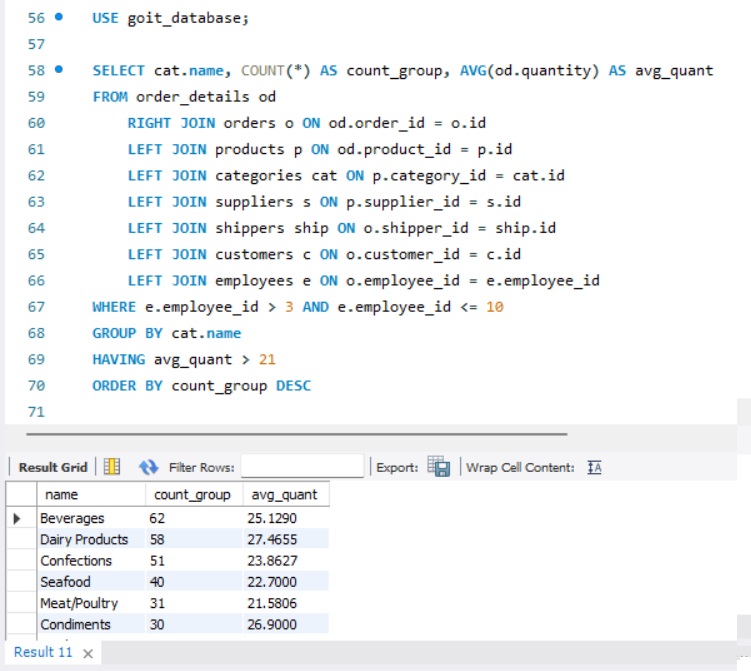 56 USE goit_database;
57
58 SELECT cat.name, COUNT(*) AS count_group, AVG(od.quantity) AS avg_quant
59 FROM order_details od
60 RIGHT JOIN orders o ON od.order_id = o.id
61 LEFT JOIN products p ON od.product_id = p.id
62 LEFT JOIN categories cat ON p.category_id = cat.id
63 LEFT JOIN suppliers s ON p.supplier_id = s.id
64 LEFT JOIN shippers ship ON o.shipper_id = ship.id
65 LEFT JOIN customers c ON o.customer_id = c.id
66 LEFT JOIN employees e ON o.employee_id = e.employee_id
67 WHERE e.employee_id > 3 AND e.employee_id <= 10
68 GROUP BY cat.name
69 HAVING avg_quant > 21
70 ORDER BY count_group DESC
71
Result Grid Filter Rows: Export: Wrap Cell Content: IA
name count_group avg_quant
Beverages 62 25.1290
Dairy Products 58 27.4655
Confections 51 23.8627
Seafood 40 22.7000
Meat/Poultry 31 21.5806
Condiments 30 26.9000
Result 11 ×